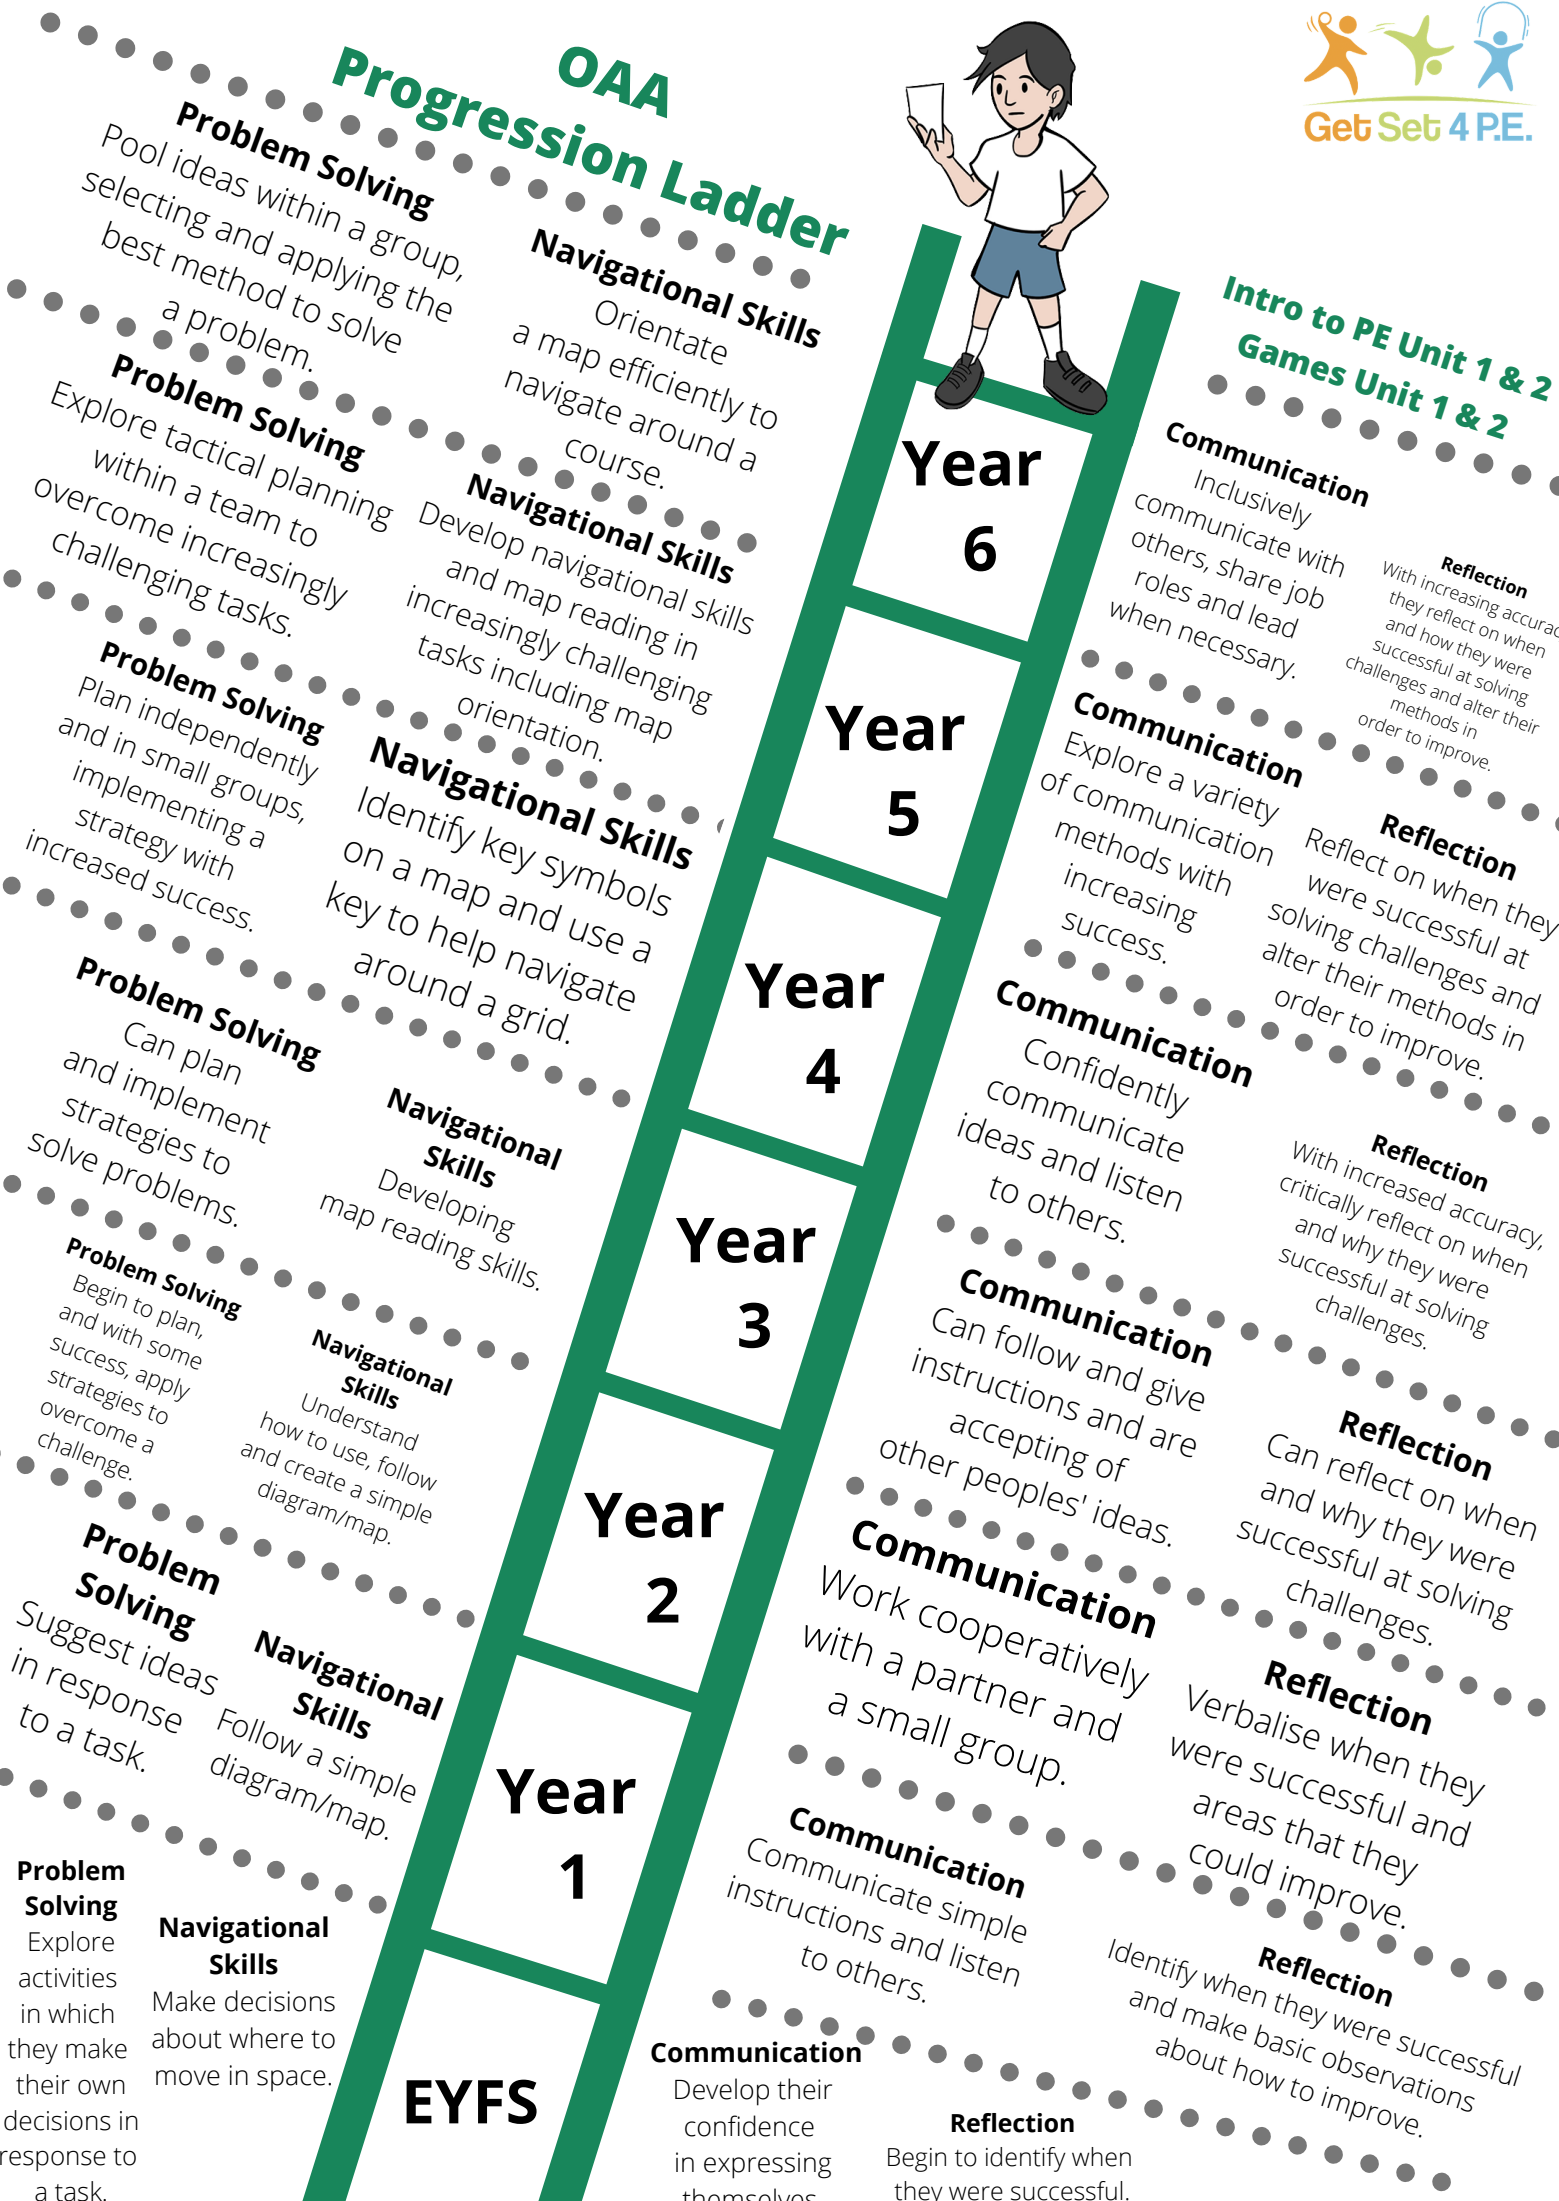 OAA
Progression Ladder
Get Set 4 P.E.
Intro to PE Unit 1 & 2
Games Unit 1 & 2
Year
6
Problem Solving
Pool ideas within a group,
selecting and applying the
best method to solve
a problem.
Navigational Skills
Orientate
a map efficiently to
navigate around a
course.
Communication
Inclusively
communicate with
others, share job
roles and lead
when necessary.
Reflection
With increasing
they reflect on when
and how they were
successful at solving
challenges and alter their
methods in
order to improve.
Year
5
Problem Solving
Explore tactical planning
within a team to
overcome increasingly
challenging tasks.
Navigational Skills
Develop navigational skills
and map reading in
increasingly challenging
tasks including map
orientation.
Communication
Explore a variety
of communication
methods with
increasing
success.
Reflection
Reflect on when they
were successful at
solving challenges and
alter their methods in
order to improve.
Year
4
Problem Solving
Plan independently
and in small groups,
implementing a
strategy with
increased success.
Navigational Skills
Identify key symbols
on a map and use a
key to help navigate
around a grid.
Communication
Confidently
communicate
ideas and listen
to others.
Reflection
With increased accuracy,
critically reflect on when
and why they were
successful at solving
challenges.
Year
3
Problem Solving
Can plan
and implement
strategies to
solve problems.
Navigational
Skills
Developing
map reading skills.
Communication
Can follow and give
instructions and are
accepting of
other peoples' ideas.
Reflection
Can reflect on when
and why they were
successful at solving
challenges.
Year
2
Problem Solving
Begin to plan,
and with some
success, apply
strategies to
overcome a
challenge.
Navigational
Skills
Understand
how to use, follow
and create a simple
diagram/map.
Communication
Work cooperatively
with a partner and
a small group.
Reflection
Verbalise when they
were successful and
areas that they
could improve.
Year
1
Problem
Solving
Suggest ideas
in response
to a task.
Navigational
Skills
Follow a simple
diagram/map.
Communication
Communicate simple
instructions and listen
to others.
Reflection
Identify when they were successful
and make basic observations
about how to improve.
EYFS
Problem
Solving
Explore
activities
in which
they make
their own
decisions in
response to
a task.
Navigational
Skills
Make decisions
about where to
move in space.
Communication
Develop their
confidence
in expressing
themselves
Reflection
Begin to identify when
they were successful.